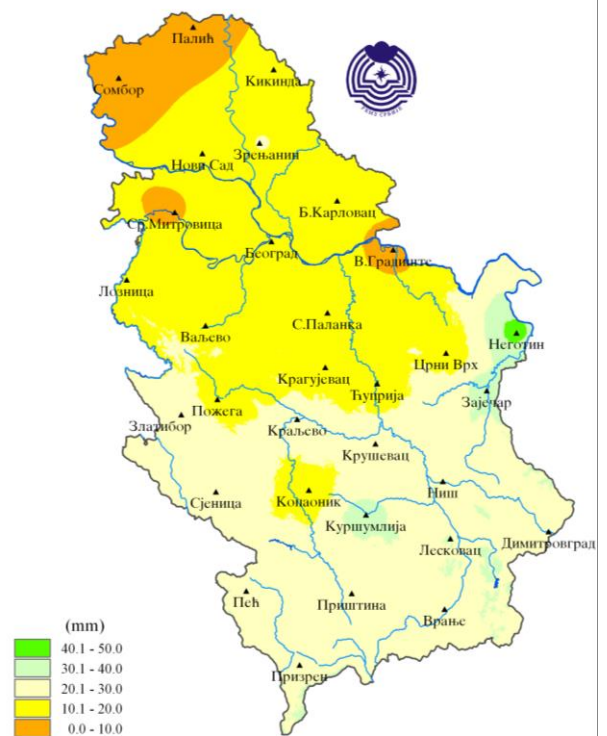 Палић
Сомбор
Кикинда
Зрењанин
Нови Сад
Б.Карловац
Ср.Митровица
Београд
В.Градиште
Лозница
С.Паланка
Ваљево
Неготин
Црни Врх
Крагујевац
Ћуприја
Зајечар
Пожега
Златибор
Краљево
Крушевац
Ниш
Сјеница
Копаоник
Куршумлија
Димитровград
Лесковац
Пећ
Приштина
Врање
Призрен
(mm)
40.1 - 50.0
30.1 - 40.0
20.1 - 30.0
10.1 - 20.0
0.0 - 10.0